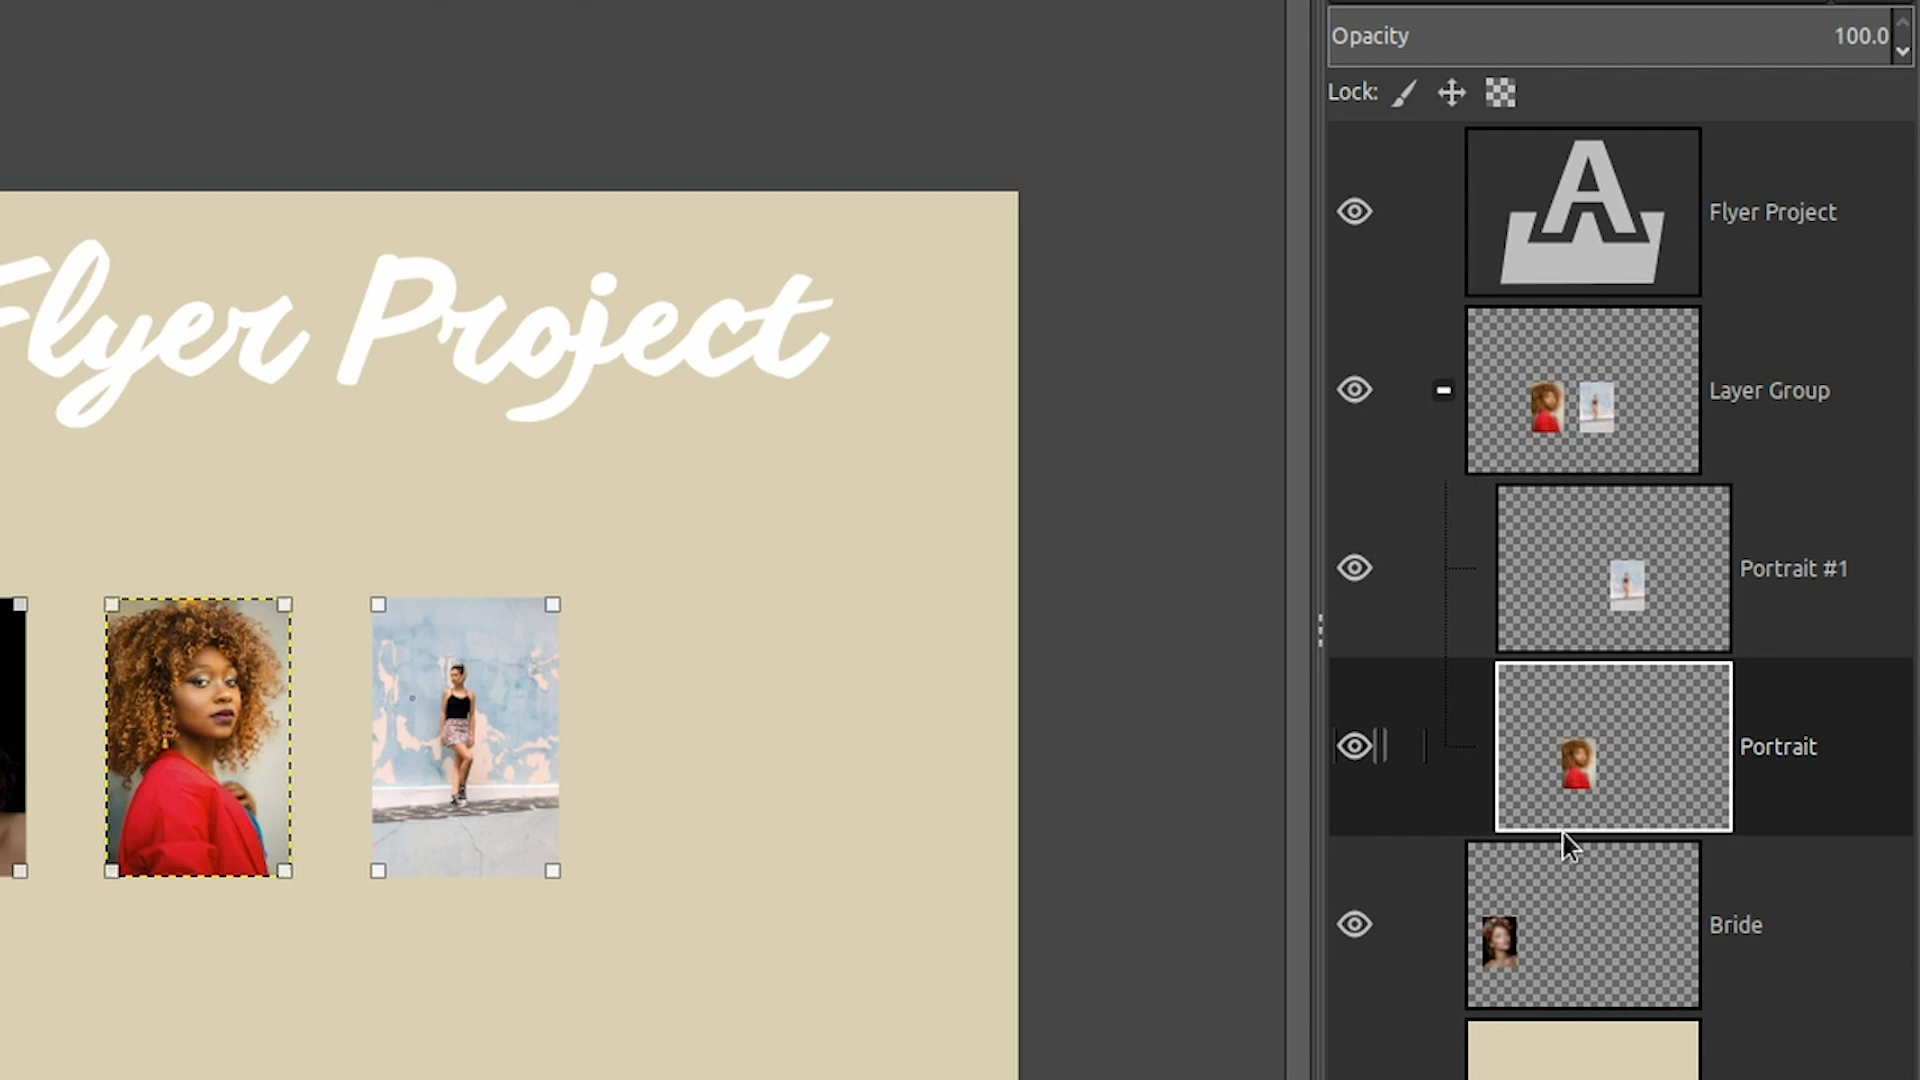 Opacity 100.0
Lock:
Flyer Project
Flyer Project
Layer Group
Portrait #1
Portrait
Bride